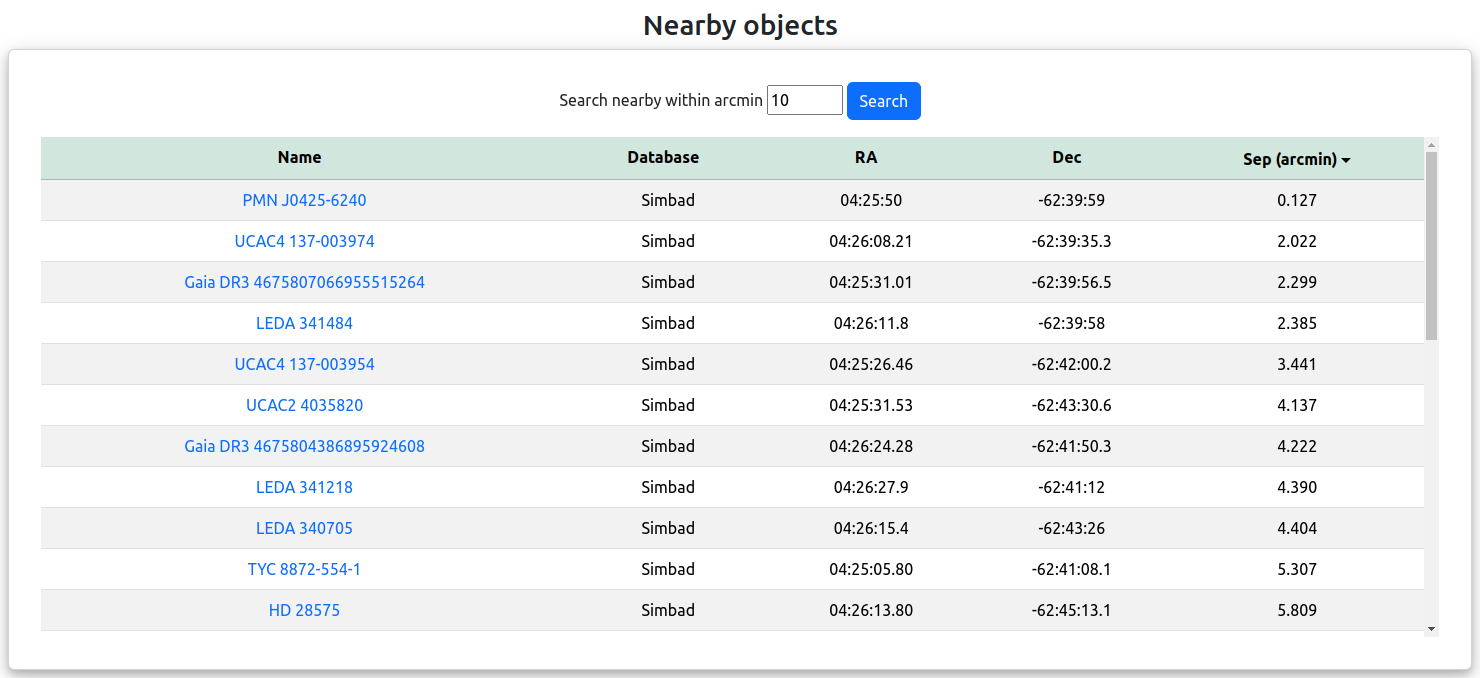 Nearby objects
Search nearby within arcmin 10 Search
Name Database RA Dec Sep (arcmin)
PMN J0425-6240 Simbad 04:25:50 -62:39:59 0.127
UCAC4 137-003974 Simbad 04:26:08.21 -62:39:35.3 2.022
Gaia DR3 4675807066955515264 Simbad 04:25:31.01 -62:39:56.5 2.299
LEDA 341484 Simbad 04:26:11.8 -62:39:58 2.385
UCAC4 137-003954 Simbad 04:25:26.46 -62:42:00.2 3.441
UCAC2 4035820 Simbad 04:25:31.53 -62:43:30.6 4.137
Gaia DR3 4675804386895924608 Simbad 04:26:24.28 -62:41:50.3 4.222
LEDA 341218 Simbad 04:26:27.9 -62:41:12 4.390
LEDA 340705 Simbad 04:26:15.4 -62:43:26 4.404
TYC 8872-554-1 Simbad 04:25:05.80 -62:41:08.1 5.307
HD 28575 Simbad 04:26:13.80 -62:45:13.1 5.809